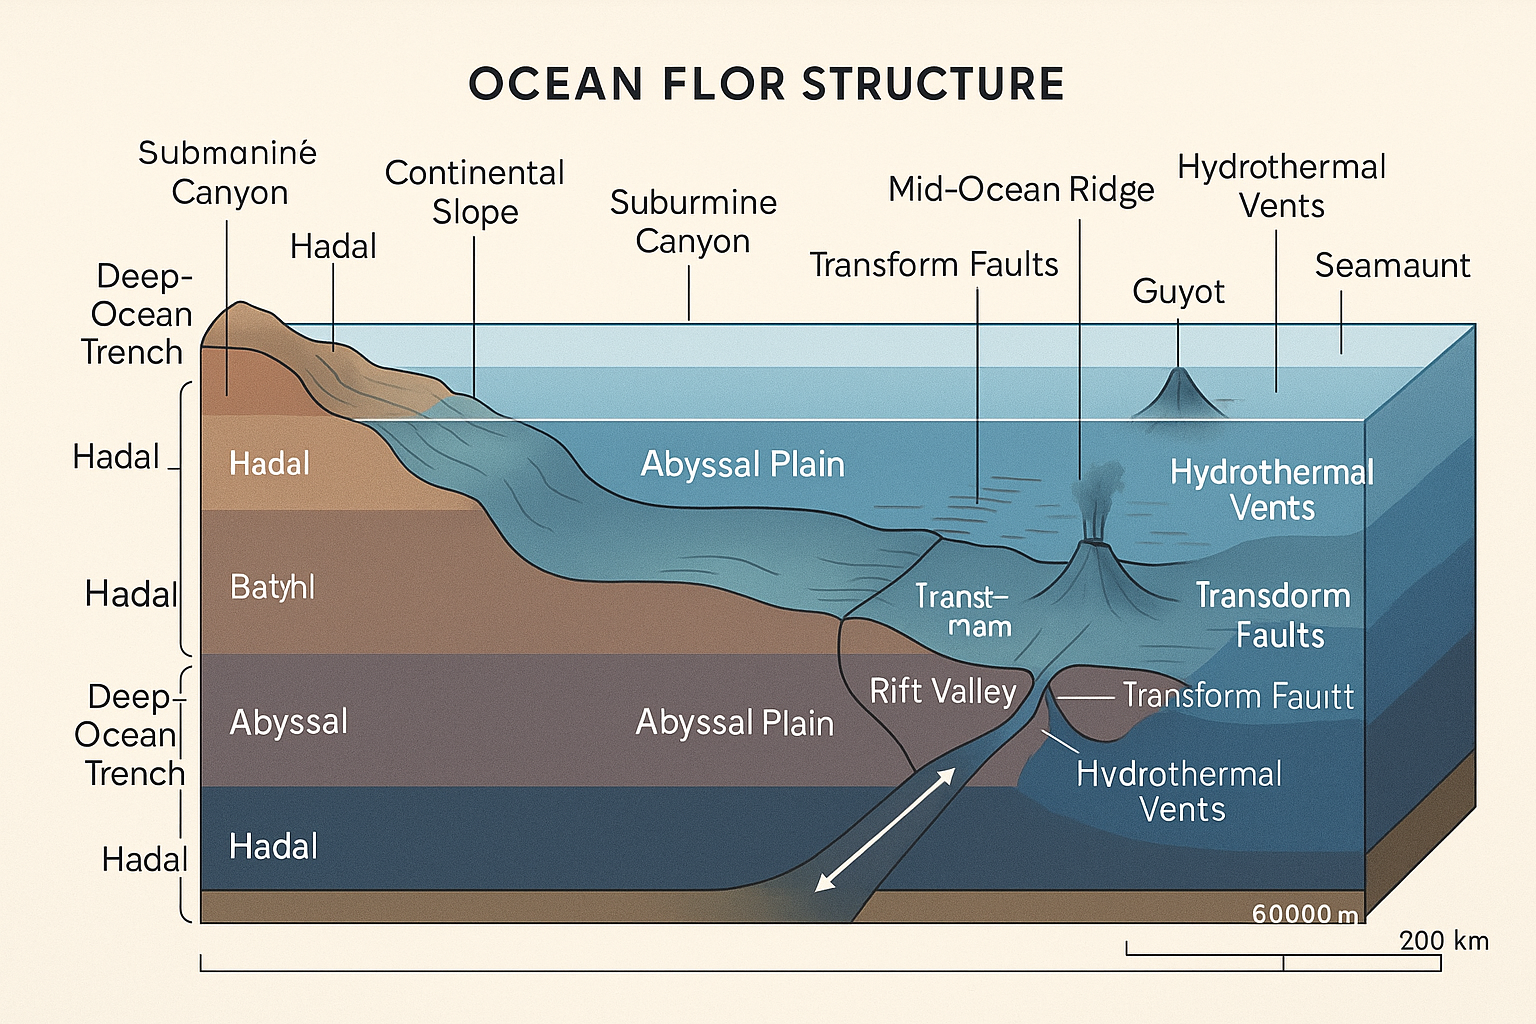 OCEAN FLOR STRUCTURE
Submaniné
Canyon
Continental
Slope
Suburmine
Canyon
Mid-Ocean Ridge
Hydrothermal
Vents
Hadal
Transform Faults
Guyot
Seamaunt
Deep-
Ocean
Trench
Hadal
Hadal
Abyssal Plain
Hydrothermal
Vents
Hadal
Batyhl
Transt-
mam
Transdorm
Faults
Deep-
Ocean
Trench
Abyssal
Abyssal Plain
Rift Valley
Transform Fauıtt
Hvdrothermal
Vents
Hadal
Hadal
60000 m
200 km